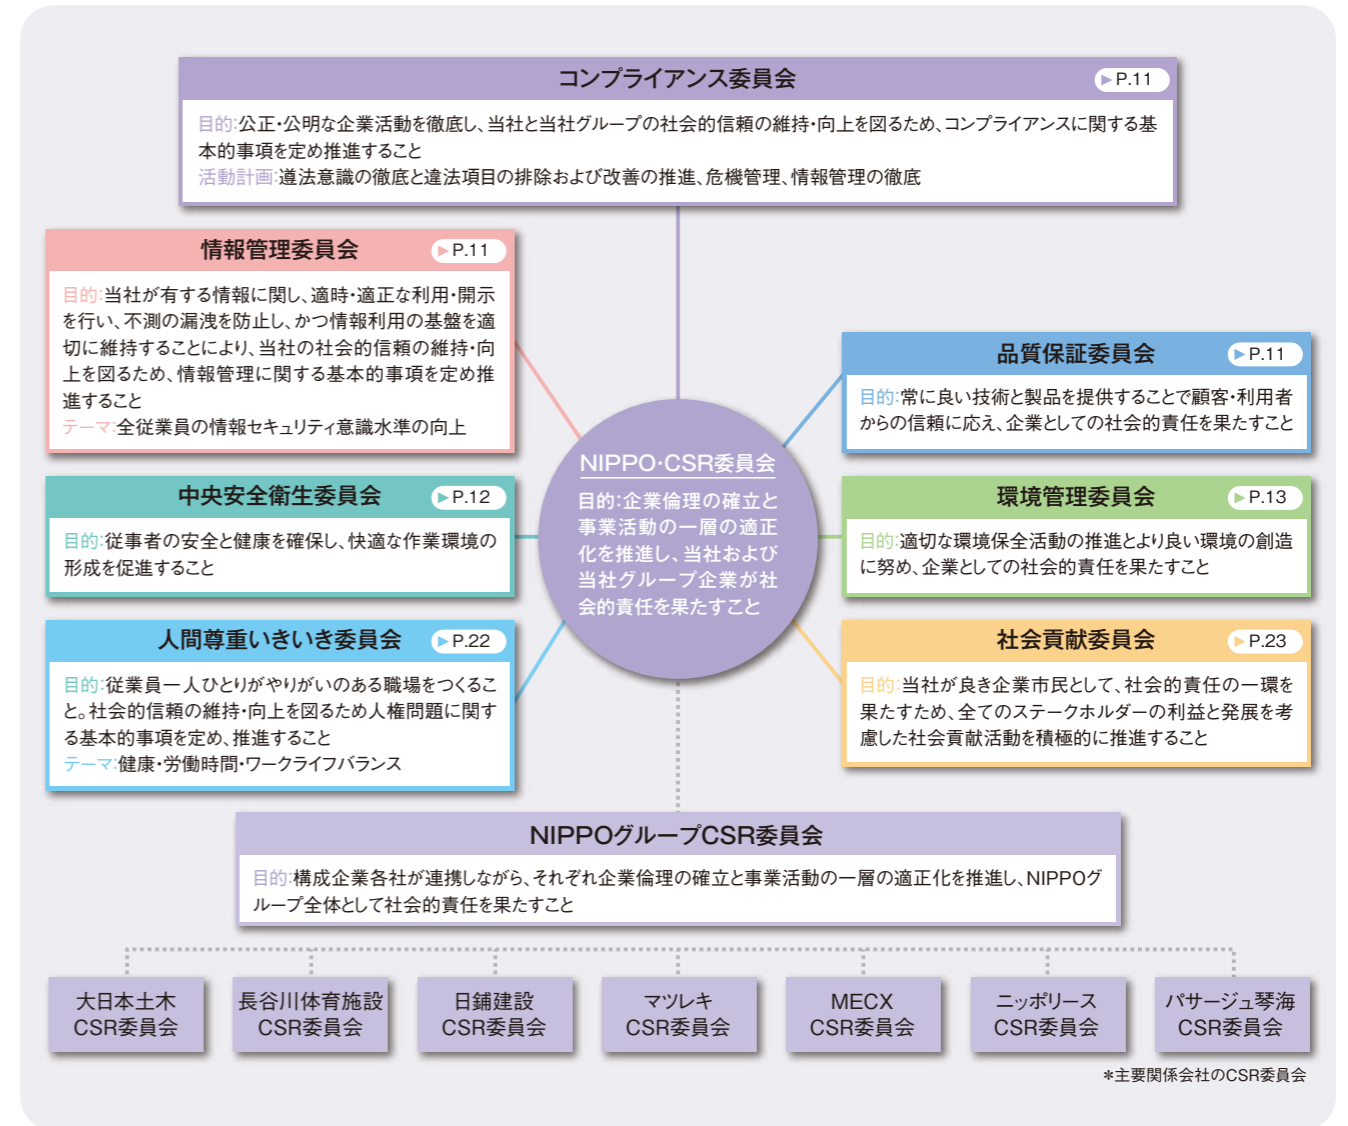 コンプライアンス委員会
▶P.11
目的:公正・公明な企業活動を徹底し、当社と当社グループの社会的信頼の維持・向上を図るため、コンプライアンスに関する基
本的事項を定め推進すること
活動計画:遵法意識の徹底と違法項目の排除および改善の推進、危機管理、情報管理の徹底
情報管理委員会
▶P.11
目的:当社が有する情報に関し、適時・適正な利用・開示
を行い、不測の漏洩を防止し、かつ情報利用の基盤を適
切に維持することにより、当社の社会的信頼の維持・向
上を図るため、情報管理に関する基本的事項を定め推
進すること
テーマ:全従業員の情報セキュリティ意識水準の向上
中央安全衛生委員会
▶P.12
目的:従事者の安全と健康を確保し、快適な作業環境の
形成を促進すること
人間尊重いきいき委員会
▶P.22
目的:従業員一人ひとりがやりがいのある職場をつくるこ
と。社会的信頼の維持・向上を図るため人権問題に関す
る基本的事項を定め、推進すること
テーマ:健康・労働時間・ワークライフバランス
NIPPO・CSR委員会
目的:企業倫理の確立と
事業活動の一層の適正
化を推進し、当社および
当社グループ企業が社
会的責任を果たすこと
品質保証委員会
▶P.11
目的:常に良い技術と製品を提供することで顧客・利用者
からの信頼に応え、企業としての社会的責任を果たすこと
環境管理委員会
▶P.13
目的:適切な環境保全活動の推進とより良い環境の創造
に努め、企業としての社会的責任を果たすこと
社会貢献委員会
▶P.23
目的:当社が良き企業市民として、社会的責任の一環を
果たすため、全てのステークホルダーの利益と発展を考
慮した社会貢献活動を積極的に推進すること
NIPPOグループCSR委員会
目的:構成企業各社が連携しながら、それぞれ企業倫理の確立と事業活動の一層の適正化を推進し、NIPPOグ
ループ全体として社会的責任を果たすこと
大日本土木
CSR委員会
長谷川体育施設
CSR委員会
日鋪建設
CSR委員会
マツレキ
CSR委員会
MECX
CSR委員会
ニッポリース
CSR委員会
パサージュ琴海
CSR委員会
＊主要関係会社のCSR委員会